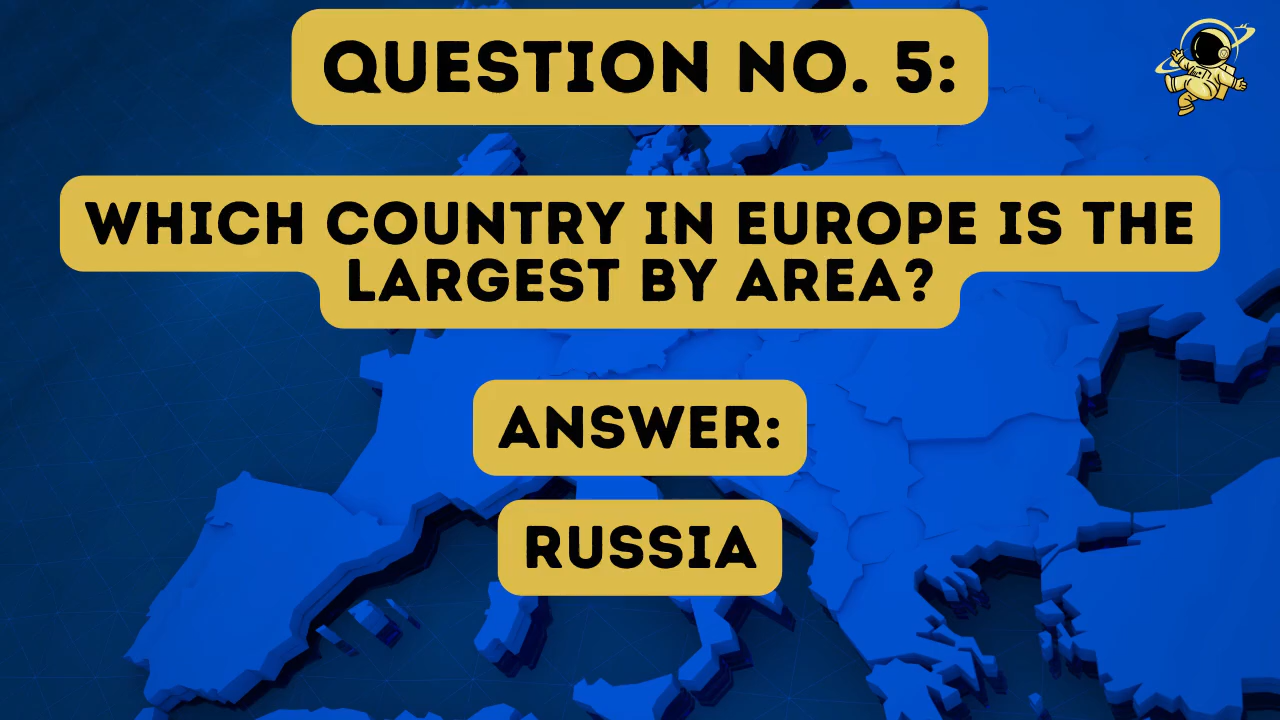 QUESTION NO. 5:
WHICH COUNTRY IN EUROPE IS THE
LARGEST BY AREA?
ANSWER:
RUSSIA